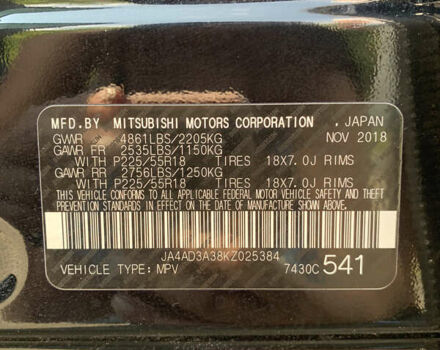 MFD.BY MITSUBISHI MOTORS CORPORATION . JAPAN
GVWR 4861LBS/2205KG NOV 2018
GAWR FR 2535LBS/1150KG
WITH P225/55R18 TIRES 18X7.0J RIMS
GAWR RR 2756LBS/1250KG
WITH P225/55R18 TIRES 18X7.0J RIMS
THIS VEHICLE CONFORMS TO ALL APPLICABLE FEDERAL MOTOR VEHICLE SAFETY
AND THEFT PREVENTION STANDARDS IN EFFECT ON THE DATE OF
MANUFACTURE SHOWN ABOVE.
JA4AD3A38KZ025384
VEHICLE TYPE: MPV 7430C 541